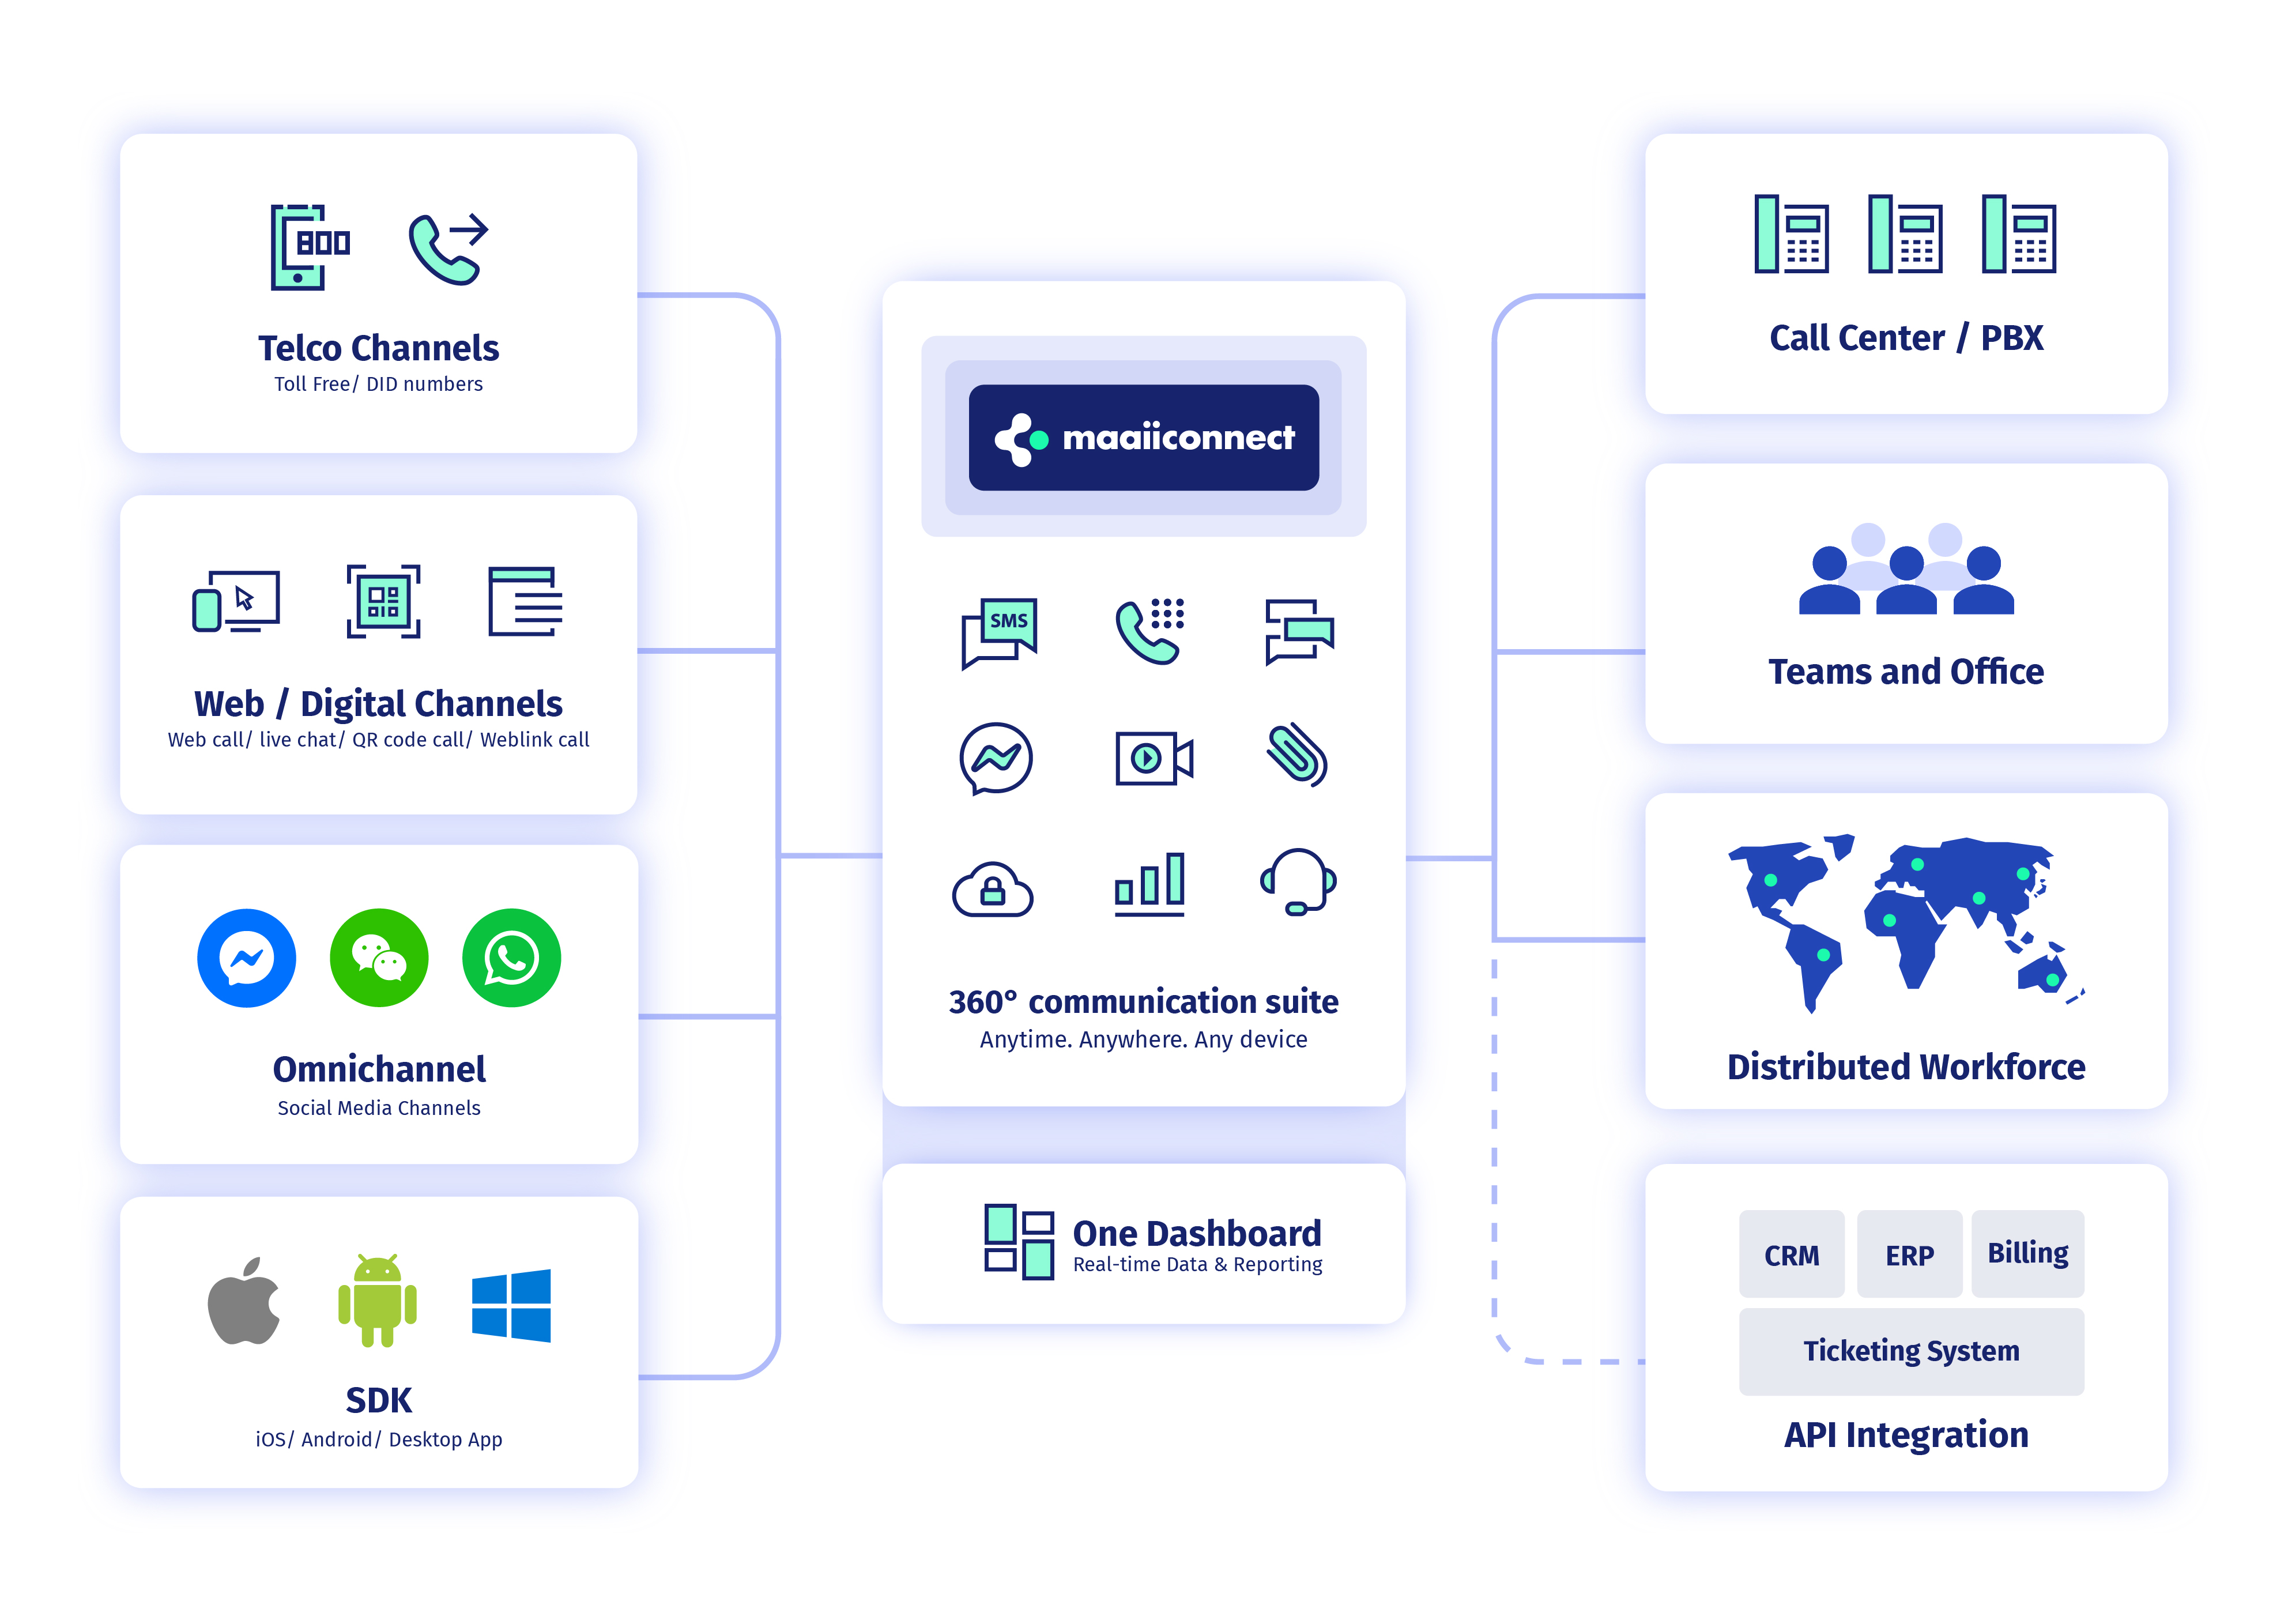 800
Telco Channels
Toll Free/ DID numbers
Web / Digital Channels
Web call/ live chat/ QR code call/ Weblink call
Omnichannel
Social Media Channels
SDK
iOS/ Android/ Desktop App
maaiiconnect
SMS
360° communication suite
Anytime. Anywhere. Any device
One Dashboard
Real-time Data & Reporting
Call Center / PBX
Teams and Office
Distributed Workforce
CRM
ERP
Billing
Ticketing System
API Integration